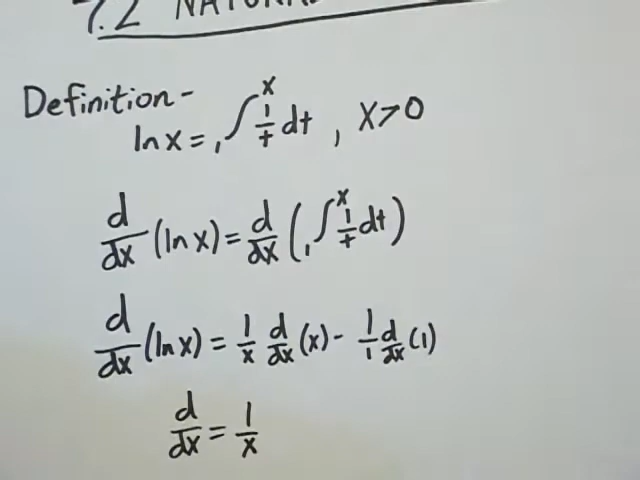 7.2 NATURAL
Definition-
ln x = ₁∫ˣ 1/t dt , x>0
d/dx (ln x) = d/dx (₁∫ˣ 1/t dt)
d/dx (ln x) = 1/x d/dx (x) - 1/1 d/dx (1)
d/dx = 1/x